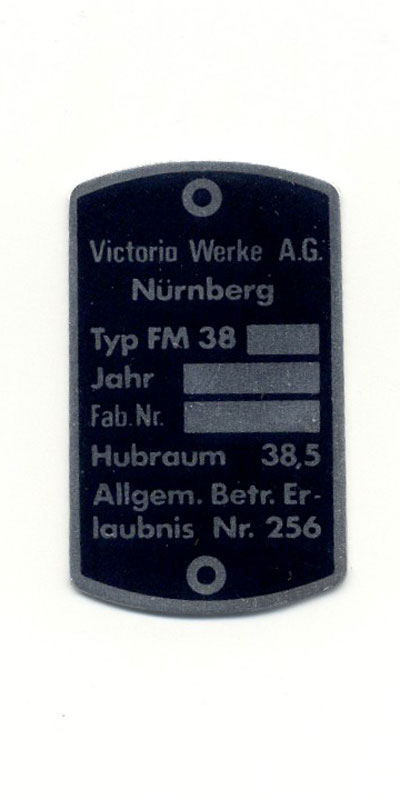 Victoria Werke A.G.
Nürnberg
Typ FM 38
Jahr
Fab. Nr.
Hubraum 38,5
Allgem. Betr. Er-
laubnis Nr. 256